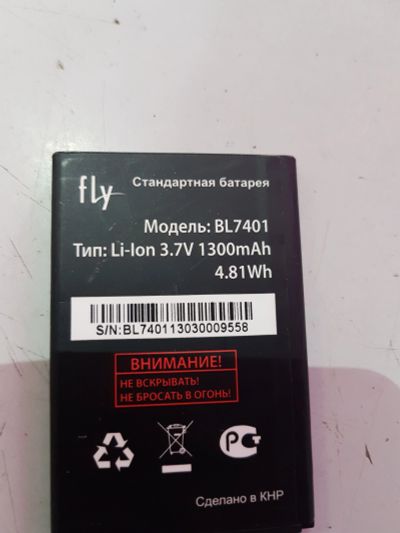 fly Стандартная батарея
Модель: BL7401
Тип: Li-Ion 3.7V 1300mAh
4.81Wh
S/N:BL740113030009558
ВНИМАНИЕ!
НЕ ВСКРЫВАТЬ!
НЕ БРОСАТЬ В ОГОНЬ!
Сделано в КНР